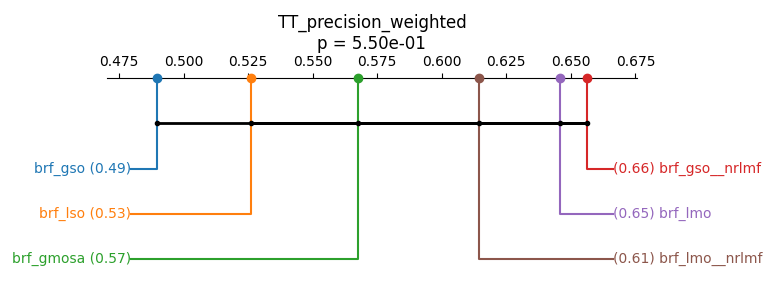 TT_precision_weighted
p = 5.50e-01
0.475 0.500 0.525 0.550 0.575 0.600 0.625 0.650 0.675
brf_gso (0.49) (0.66) brf_gso__nrlmf
brf_lso (0.53) (0.65) brf_lmo
brf_gmosa (0.57) (0.61) brf_lmo__nrlmf